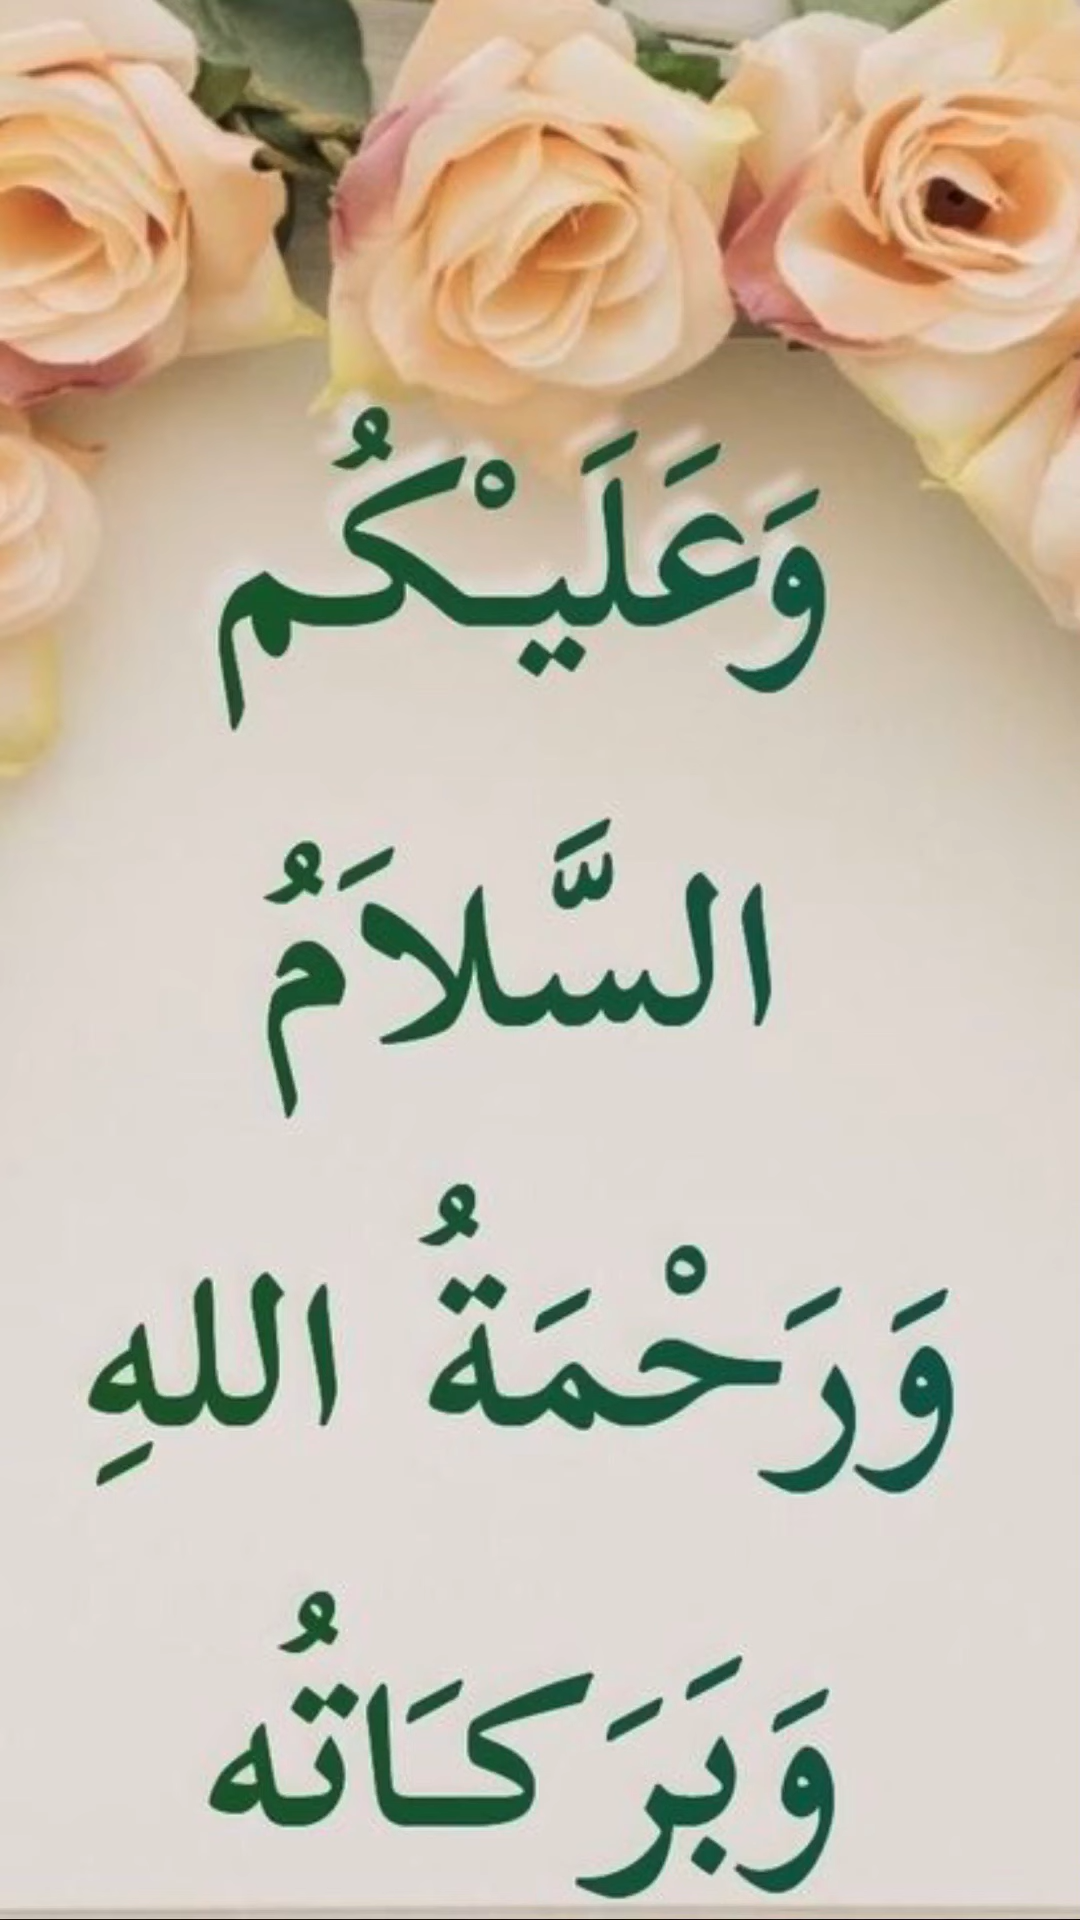 وَعَلَيْكُم
السَّلاَمُ
وَرَحْمَةُ اللهِ
وَبَرَكَاتُه